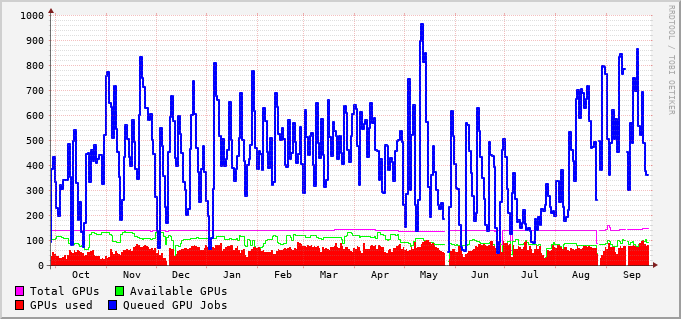 1000
900
800
700
600
500
400
300
200
100
0
Oct Nov Dec Jan Feb Mar Apr May Jun Jul Aug Sep
Total GPUs Available GPUs
GPUs used Queued GPU Jobs
RRDTOOL / TOBI OETIKER